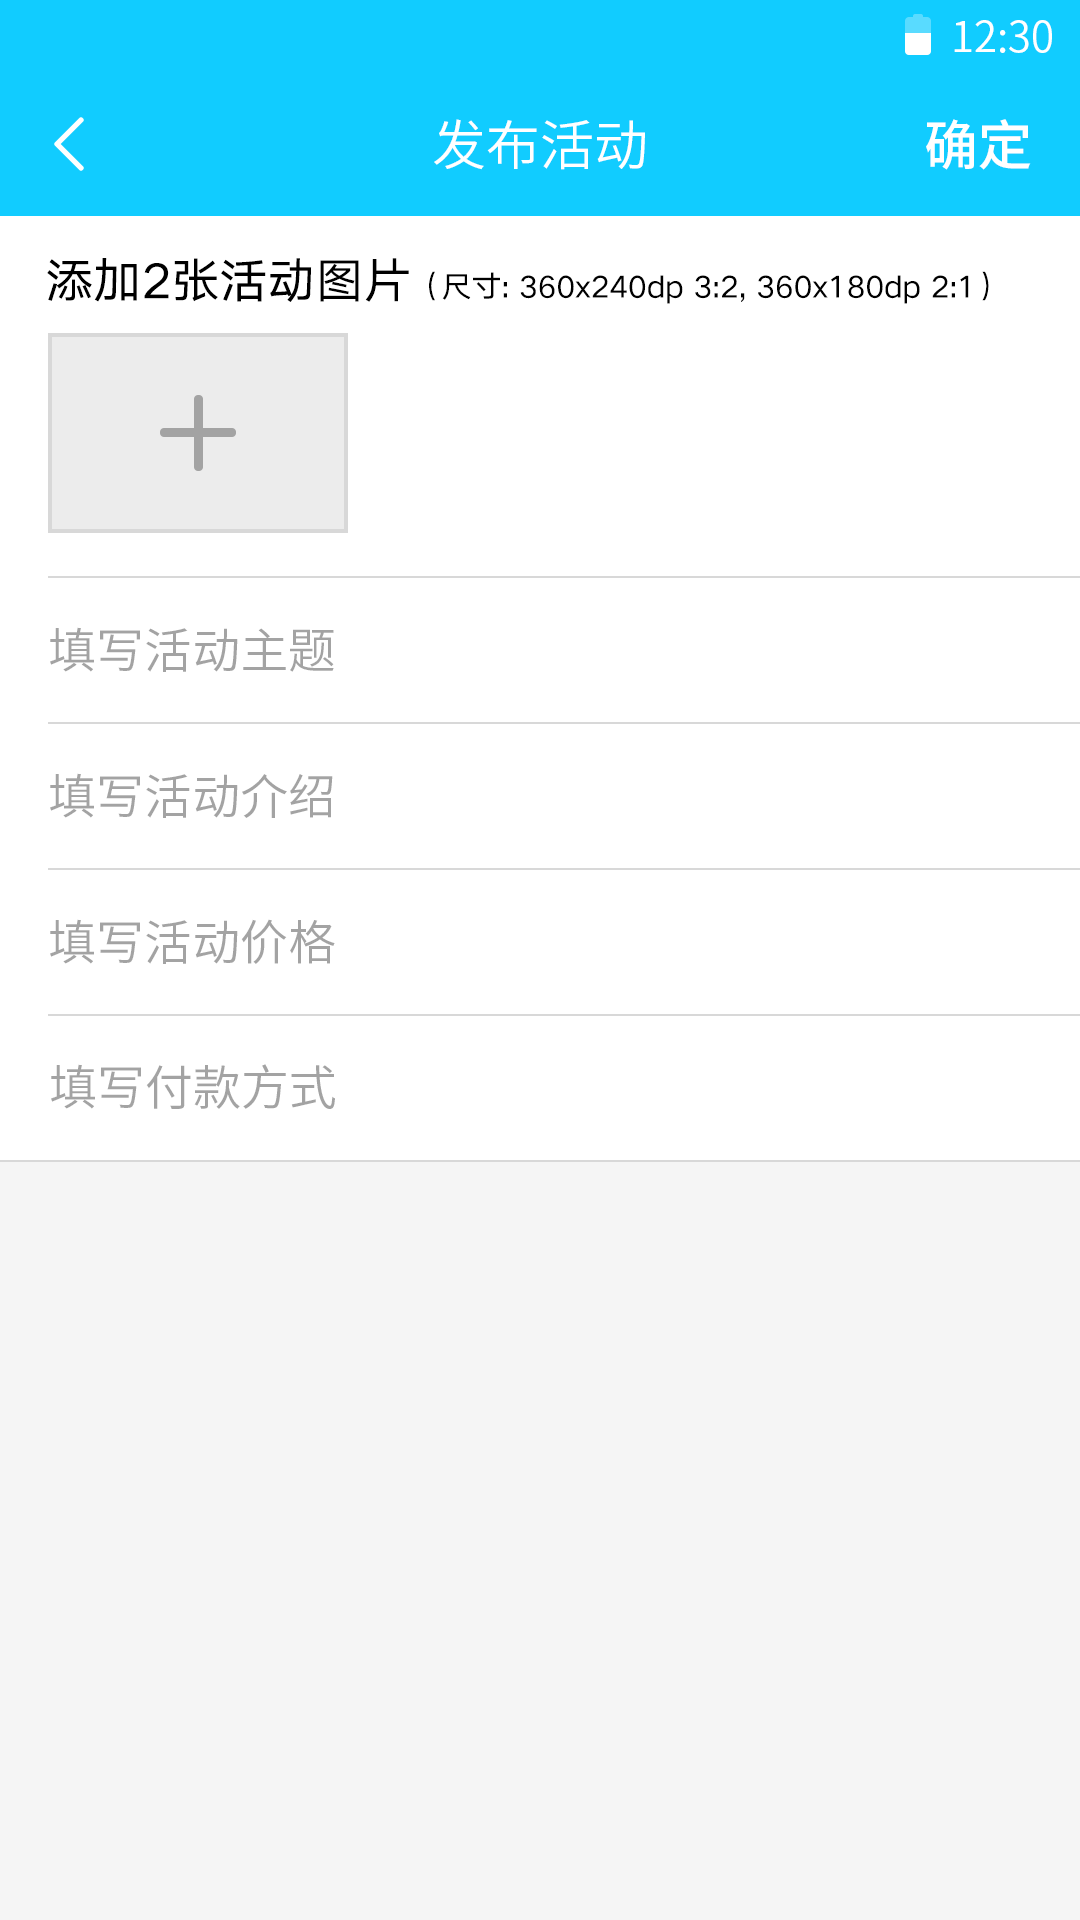 12:30
发布活动 确定
添加2张活动图片（尺寸: 360x240dp 3:2, 360x180dp 2:1）
填写活动主题
填写活动介绍
填写活动价格
填写付款方式